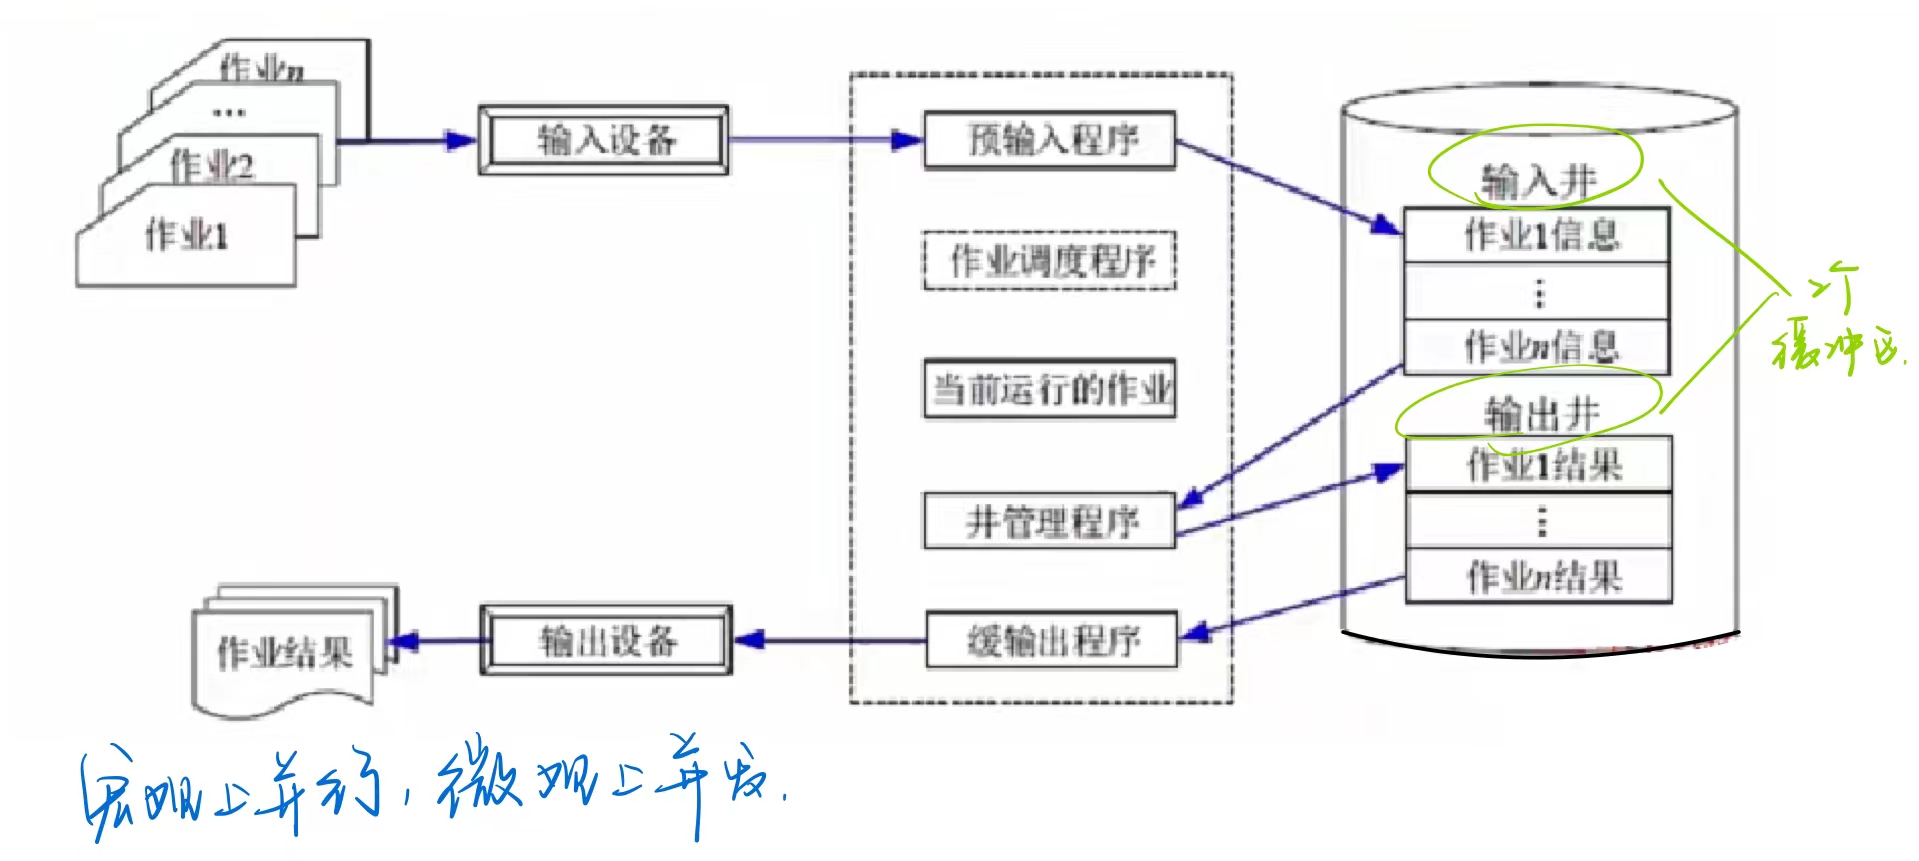 作业n
...
作业2
作业1
输入设备
预输入程序
作业调度程序
当前运行的作业
井管理程序
缓输出程序
输入井
作业1信息
⋮
作业n信息
输出井
作业1结果
⋮
作业n结果
2个
缓冲区.
输出设备
作业结果
宏观上并行，微观上并发.